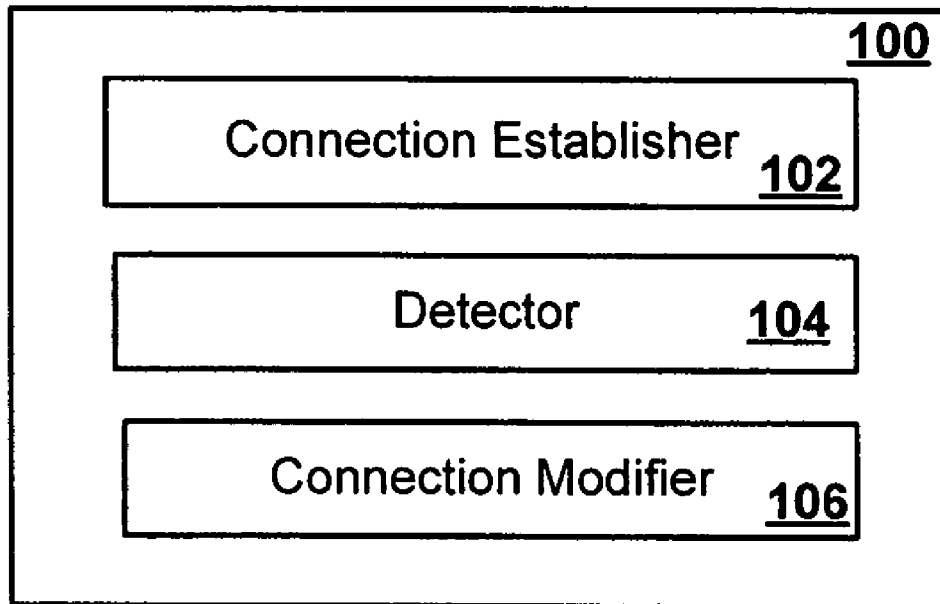 100
Connection Establisher
102
Detector
104
Connection Modifier
106